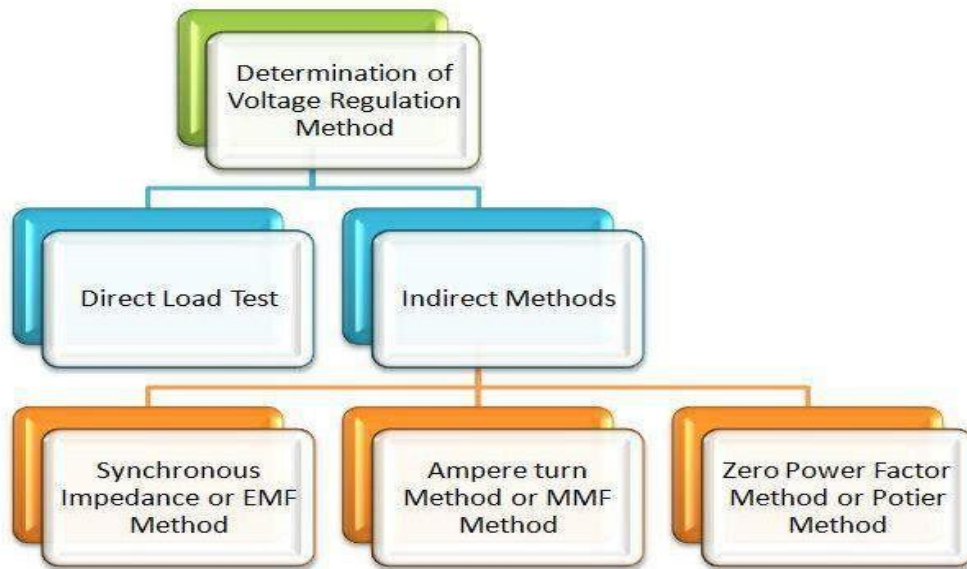 Determination of
Voltage Regulation
Method
Direct Load Test
Indirect Methods
Synchronous
Impedance or EMF
Method
Ampere turn
Method or MMF
Method
Zero Power Factor
Method or Potier
Method